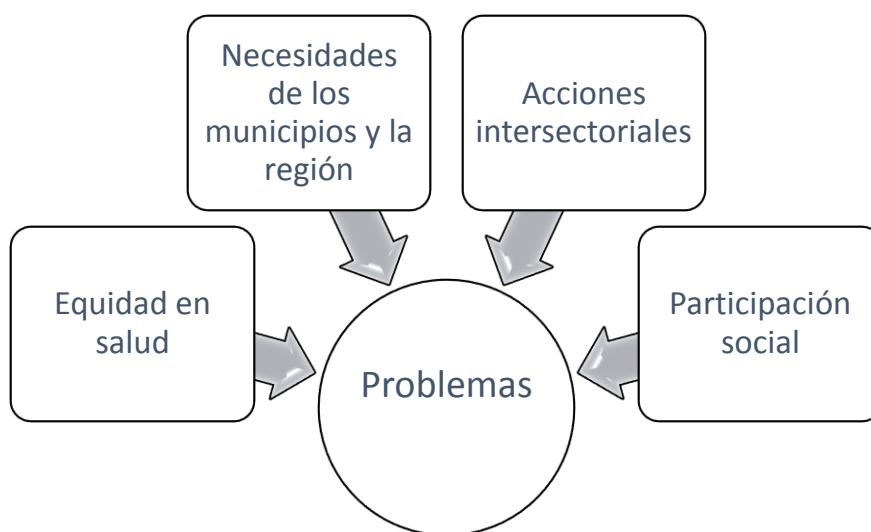 Necesidades
de los
municipios y la
región
Acciones
intersectoriales
Equidad en
salud
Participación
social
Problemas